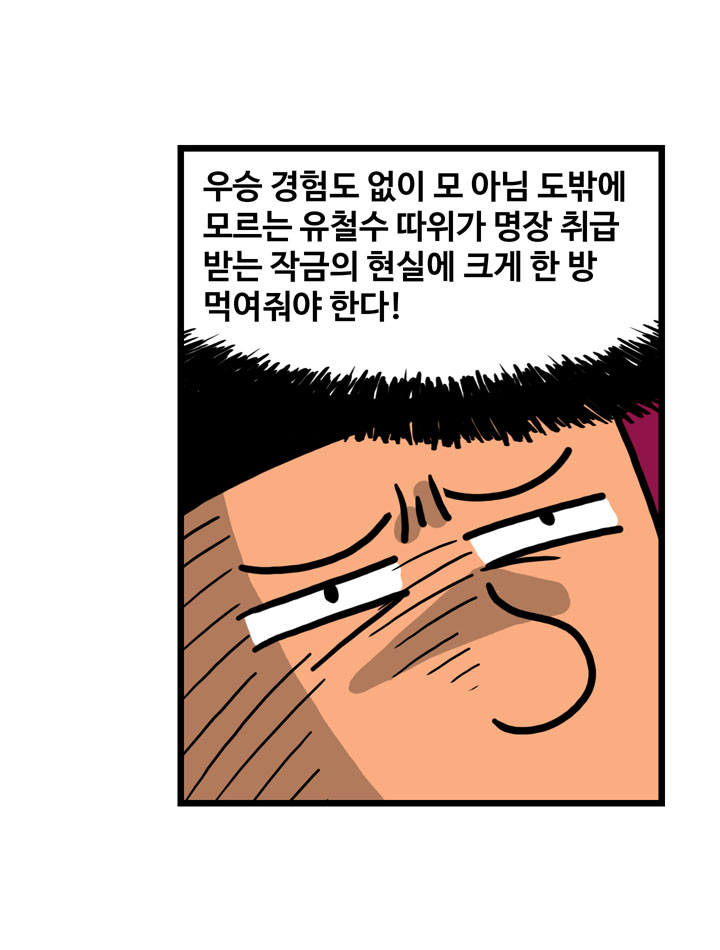 우승 경험도 없이 모 아님 도밖에
모르는 유철수 따위가 명장 취급
받는 작금의 현실에 크게 한 방
먹여줘야 한다!